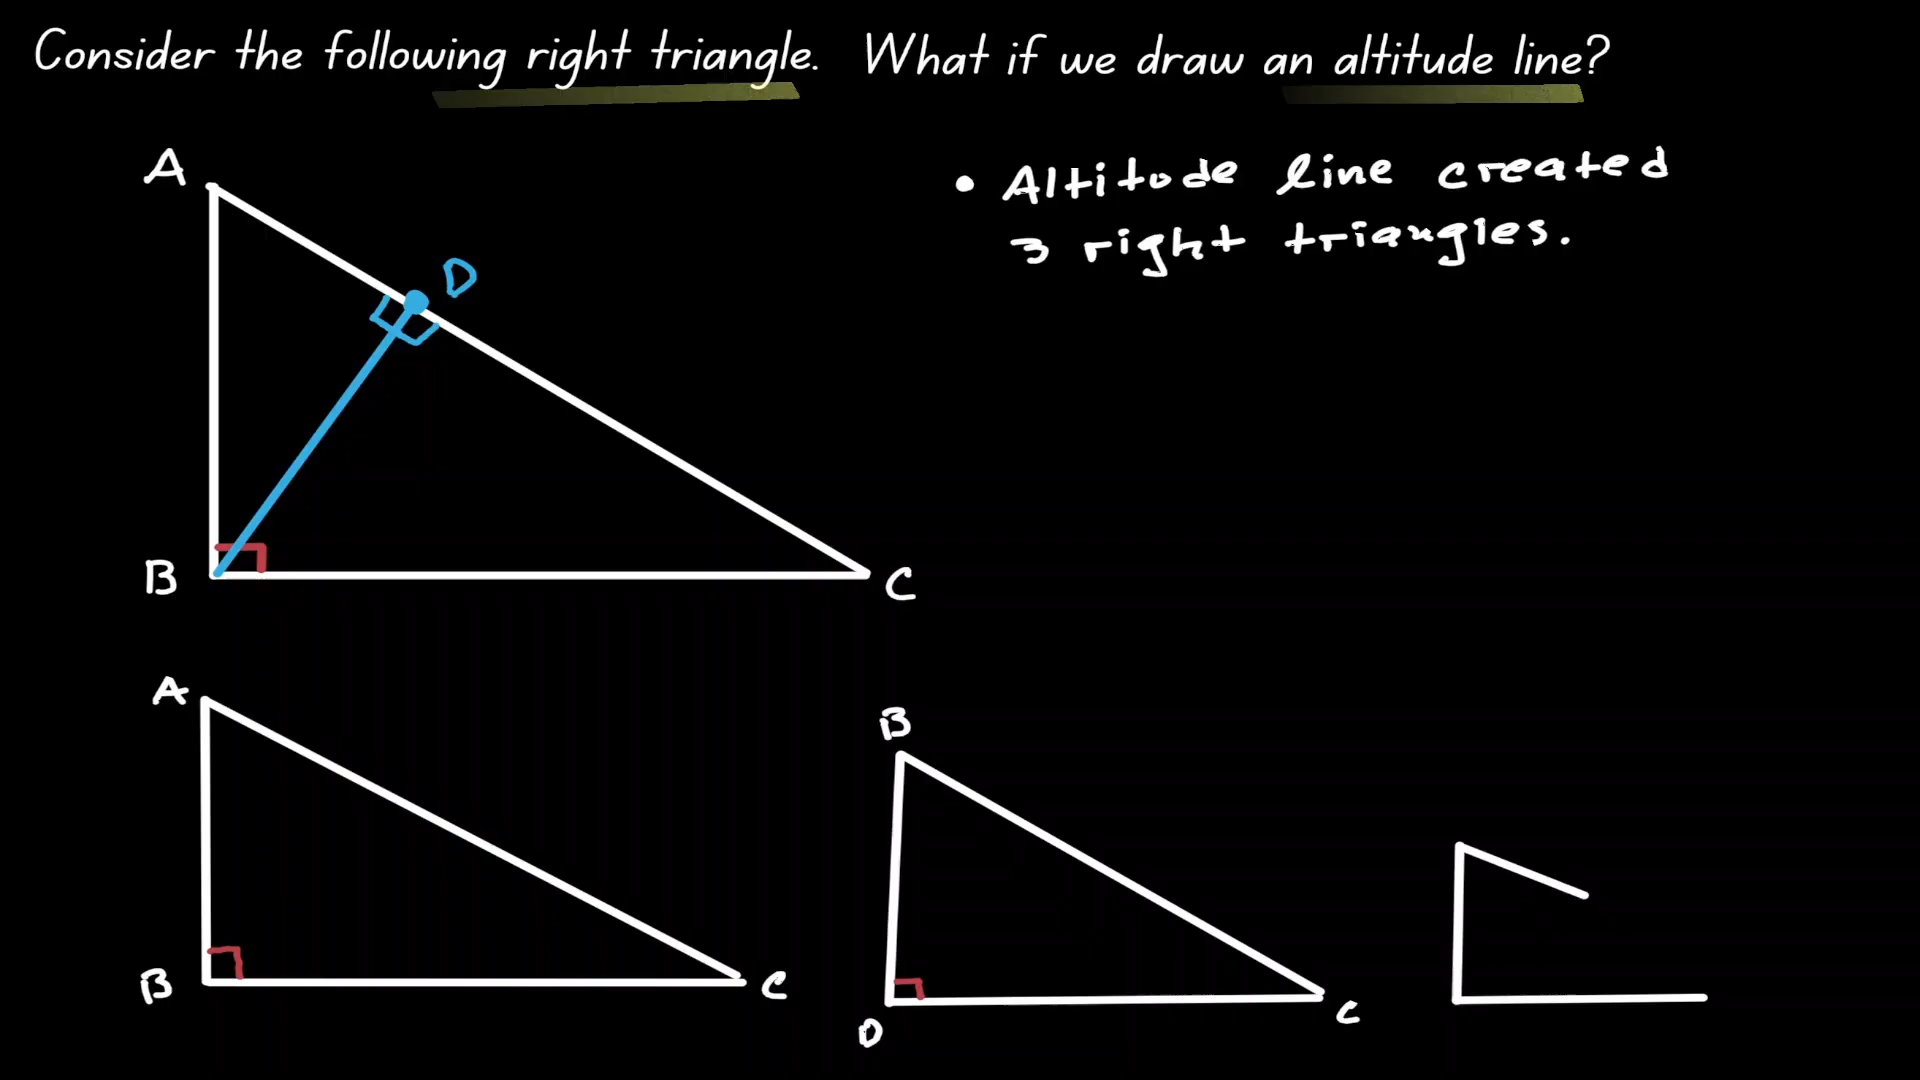 Consider the following right triangle. What if we draw an altitude line?
• Altitude line created
3 right triangles.
A
D
B
C
A
B
B
C
D
C